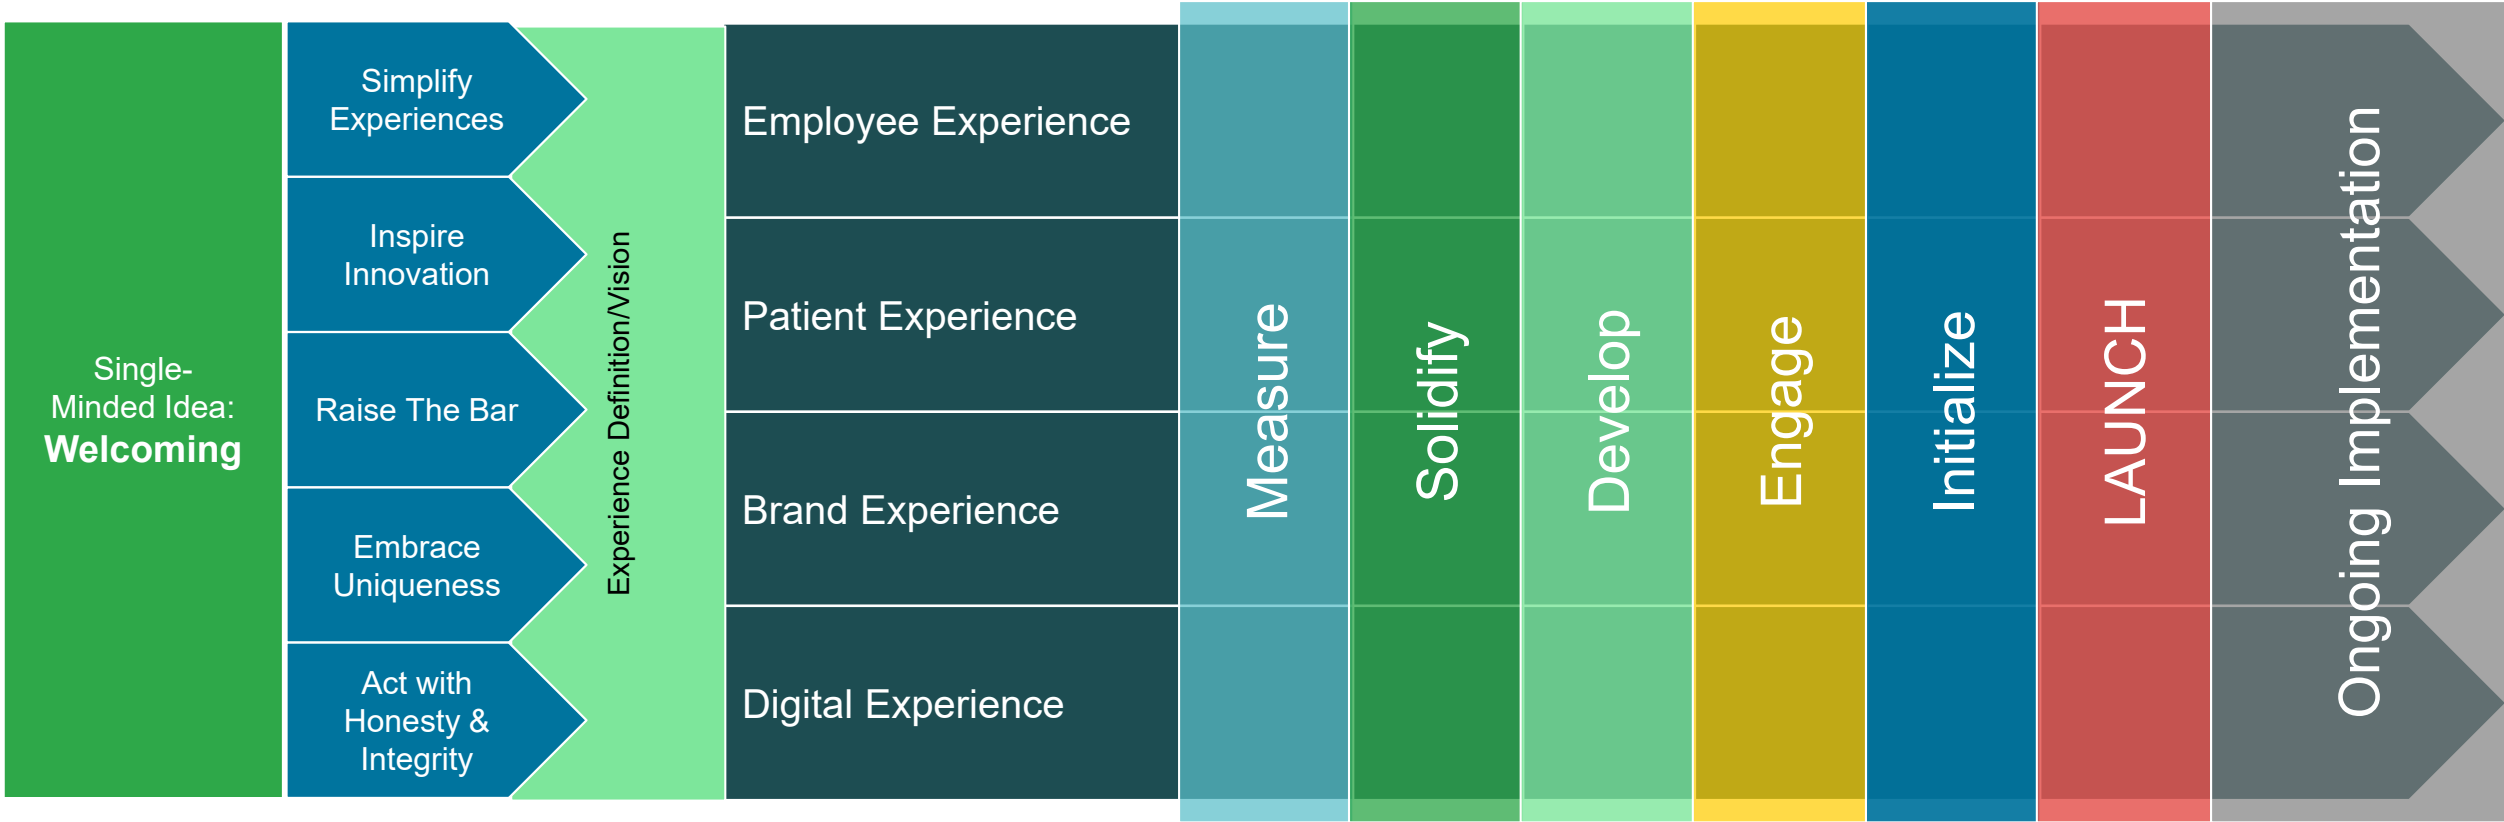 Single-
Minded Idea:
Welcoming
Simplify
Experiences
Inspire
Innovation
Raise The Bar
Embrace
Uniqueness
Act with
Honesty &
Integrity
Experience Definition/Vision
Employee Experience
Patient Experience
Brand Experience
Digital Experience
Measure
Solidify
Develop
Engage
Initialize
LAUNCH
Ongoing Implementation